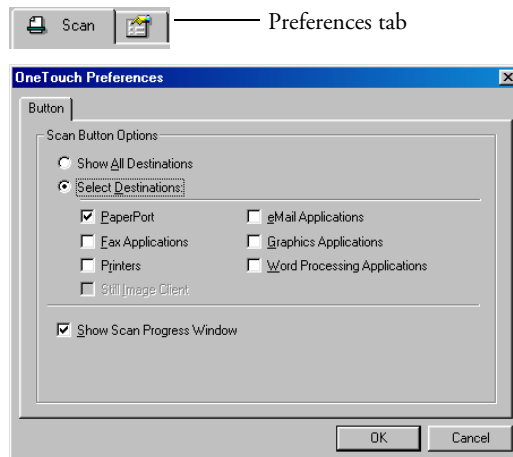 Scan
Preferences tab
OneTouch Preferences
Button
Scan Button Options
Show All Destinations
Select Destinations:
PaperPort
eMail Applications
Fax Applications
Graphics Applications
Printers
Word Processing Applications
Still Image Client
Show Scan Progress Window
OK
Cancel